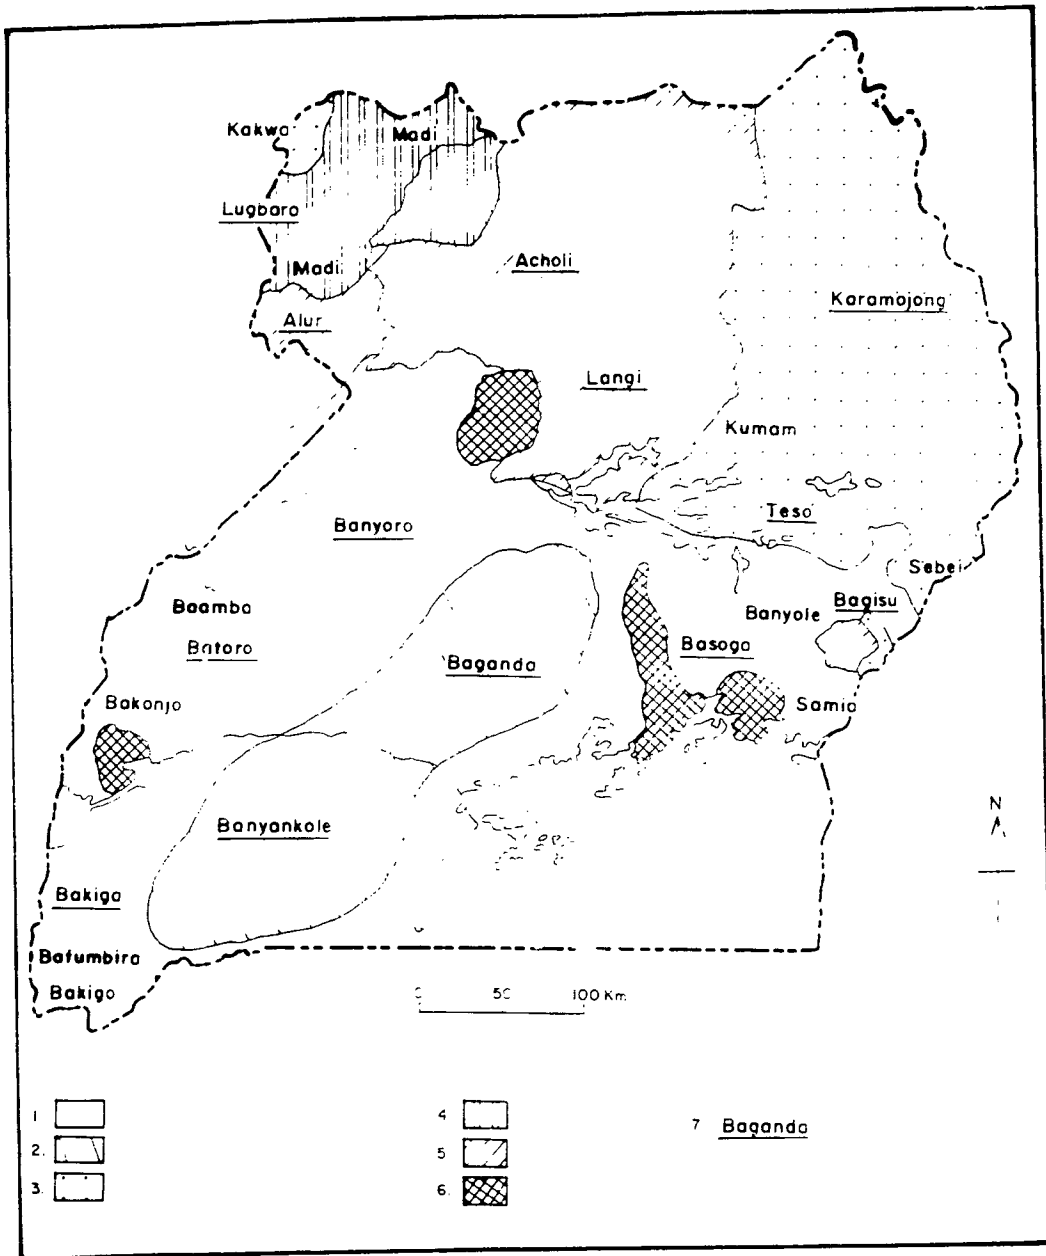 Kakwa
Madi
Lugbara
Madi
Acholi
Alur
Karamojong
Langi
Kumam
Banyoro
Teso
Sebei
Baamba
Banyole
Bagisu
Batoro
Baganda
Basoga
Bakonjo
Samia
Banyankole
N
Bakiga
Bafumbira
Bakigo
0 50 100 Km
1
2.
3.
4
5
6.
7 Baganda